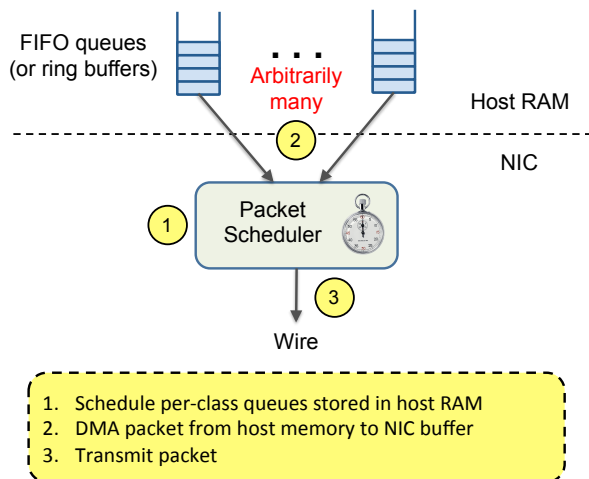 FIFO queues
(or ring buffers)
. . .
Arbitrarily
many
Host RAM
2
NIC
1
Packet
Scheduler
3
Wire
1. Schedule per-class queues stored in host RAM
2. DMA packet from host memory to NIC buffer
3. Transmit packet